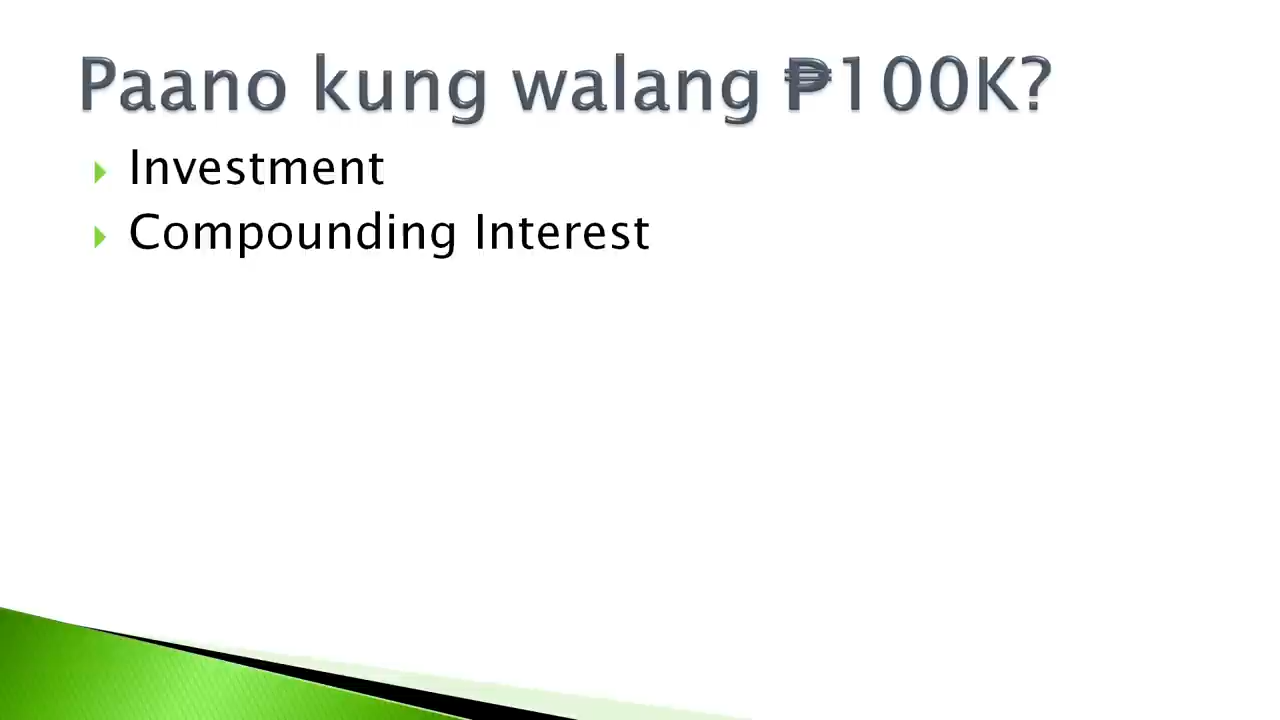 Paano kung walang ₱100K?
Investment
Compounding Interest